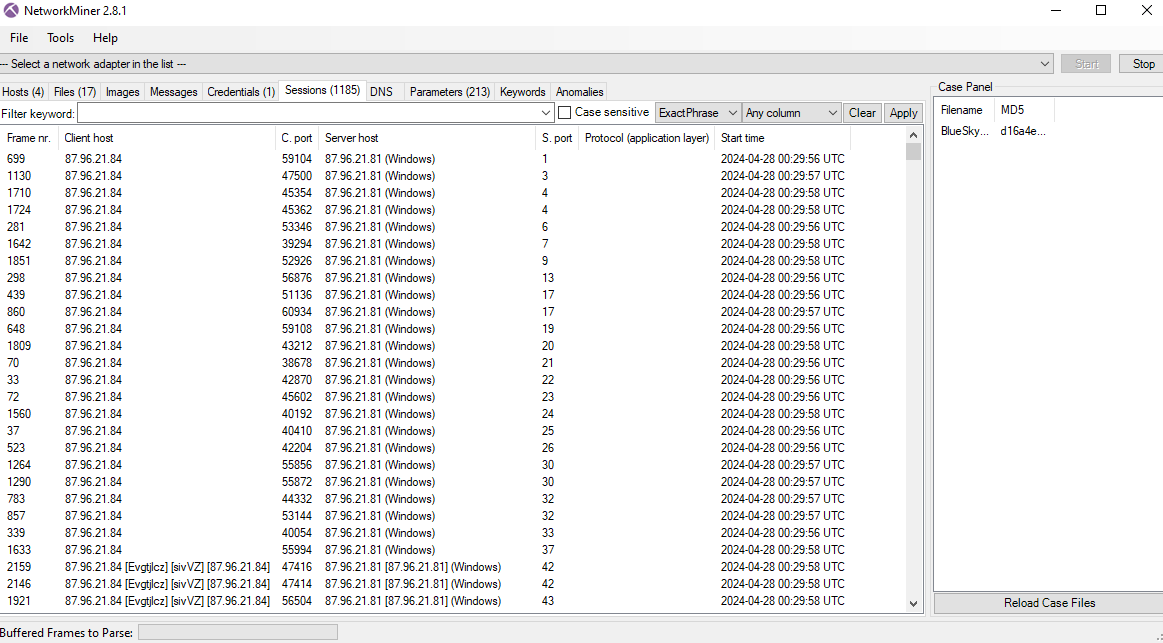 NetworkMiner 2.8.1
File Tools Help
--- Select a network adapter in the list --- Start Stop
Hosts (4) Files (17) Images Messages Credentials (1) Sessions (1185) DNS Parameters (213) Keywords Anomalies
Case Panel
Filter keyword: Case sensitive ExactPhrase Any column Clear Apply
Filename MD5
BlueSky... d16a4e...
Frame nr. Client host C. port Server host S. port Protocol (application layer) Start time
699 87.96.21.84 59104 87.96.21.81 (Windows) 1 2024-04-28 00:29:56 UTC
1130 87.96.21.84 47500 87.96.21.81 (Windows) 3 2024-04-28 00:29:57 UTC
1710 87.96.21.84 45354 87.96.21.81 (Windows) 4 2024-04-28 00:29:58 UTC
1724 87.96.21.84 45362 87.96.21.81 (Windows) 4 2024-04-28 00:29:58 UTC
281 87.96.21.84 53346 87.96.21.81 (Windows) 6 2024-04-28 00:29:56 UTC
1642 87.96.21.84 39294 87.96.21.81 (Windows) 7 2024-04-28 00:29:58 UTC
1851 87.96.21.84 52926 87.96.21.81 (Windows) 9 2024-04-28 00:29:58 UTC
298 87.96.21.84 56876 87.96.21.81 (Windows) 13 2024-04-28 00:29:56 UTC
439 87.96.21.84 51136 87.96.21.81 (Windows) 17 2024-04-28 00:29:56 UTC
860 87.96.21.84 60934 87.96.21.81 (Windows) 17 2024-04-28 00:29:57 UTC
648 87.96.21.84 59108 87.96.21.81 (Windows) 19 2024-04-28 00:29:56 UTC
1809 87.96.21.84 43212 87.96.21.81 (Windows) 20 2024-04-28 00:29:58 UTC
70 87.96.21.84 38678 87.96.21.81 (Windows) 21 2024-04-28 00:29:56 UTC
33 87.96.21.84 42870 87.96.21.81 (Windows) 22 2024-04-28 00:29:56 UTC
72 87.96.21.84 45602 87.96.21.81 (Windows) 23 2024-04-28 00:29:56 UTC
1560 87.96.21.84 40192 87.96.21.81 (Windows) 24 2024-04-28 00:29:58 UTC
37 87.96.21.84 40410 87.96.21.81 (Windows) 25 2024-04-28 00:29:56 UTC
523 87.96.21.84 42204 87.96.21.81 (Windows) 26 2024-04-28 00:29:56 UTC
1264 87.96.21.84 55856 87.96.21.81 (Windows) 30 2024-04-28 00:29:57 UTC
1290 87.96.21.84 55872 87.96.21.81 (Windows) 30 2024-04-28 00:29:57 UTC
783 87.96.21.84 44332 87.96.21.81 (Windows) 32 2024-04-28 00:29:57 UTC
857 87.96.21.84 53144 87.96.21.81 (Windows) 32 2024-04-28 00:29:57 UTC
339 87.96.21.84 40054 87.96.21.81 (Windows) 33 2024-04-28 00:29:56 UTC
1633 87.96.21.84 55994 87.96.21.81 (Windows) 37 2024-04-28 00:29:58 UTC
2159 87.96.21.84 [Evgtjlcz] [sivVZ] [87.96.21.84] 47416 87.96.21.81 [87.96.21.81] (Windows) 42 2024-04-28 00:29:58 UTC
2146 87.96.21.84 [Evgtjlcz] [sivVZ] [87.96.21.84] 47414 87.96.21.81 [87.96.21.81] (Windows) 42 2024-04-28 00:29:58 UTC
1921 87.96.21.84 [Evgtjlcz] [sivVZ] [87.96.21.84] 56504 87.96.21.81 [87.96.21.81] (Windows) 43 2024-04-28 00:29:58 UTC
Reload Case Files
Buffered Frames to Parse: